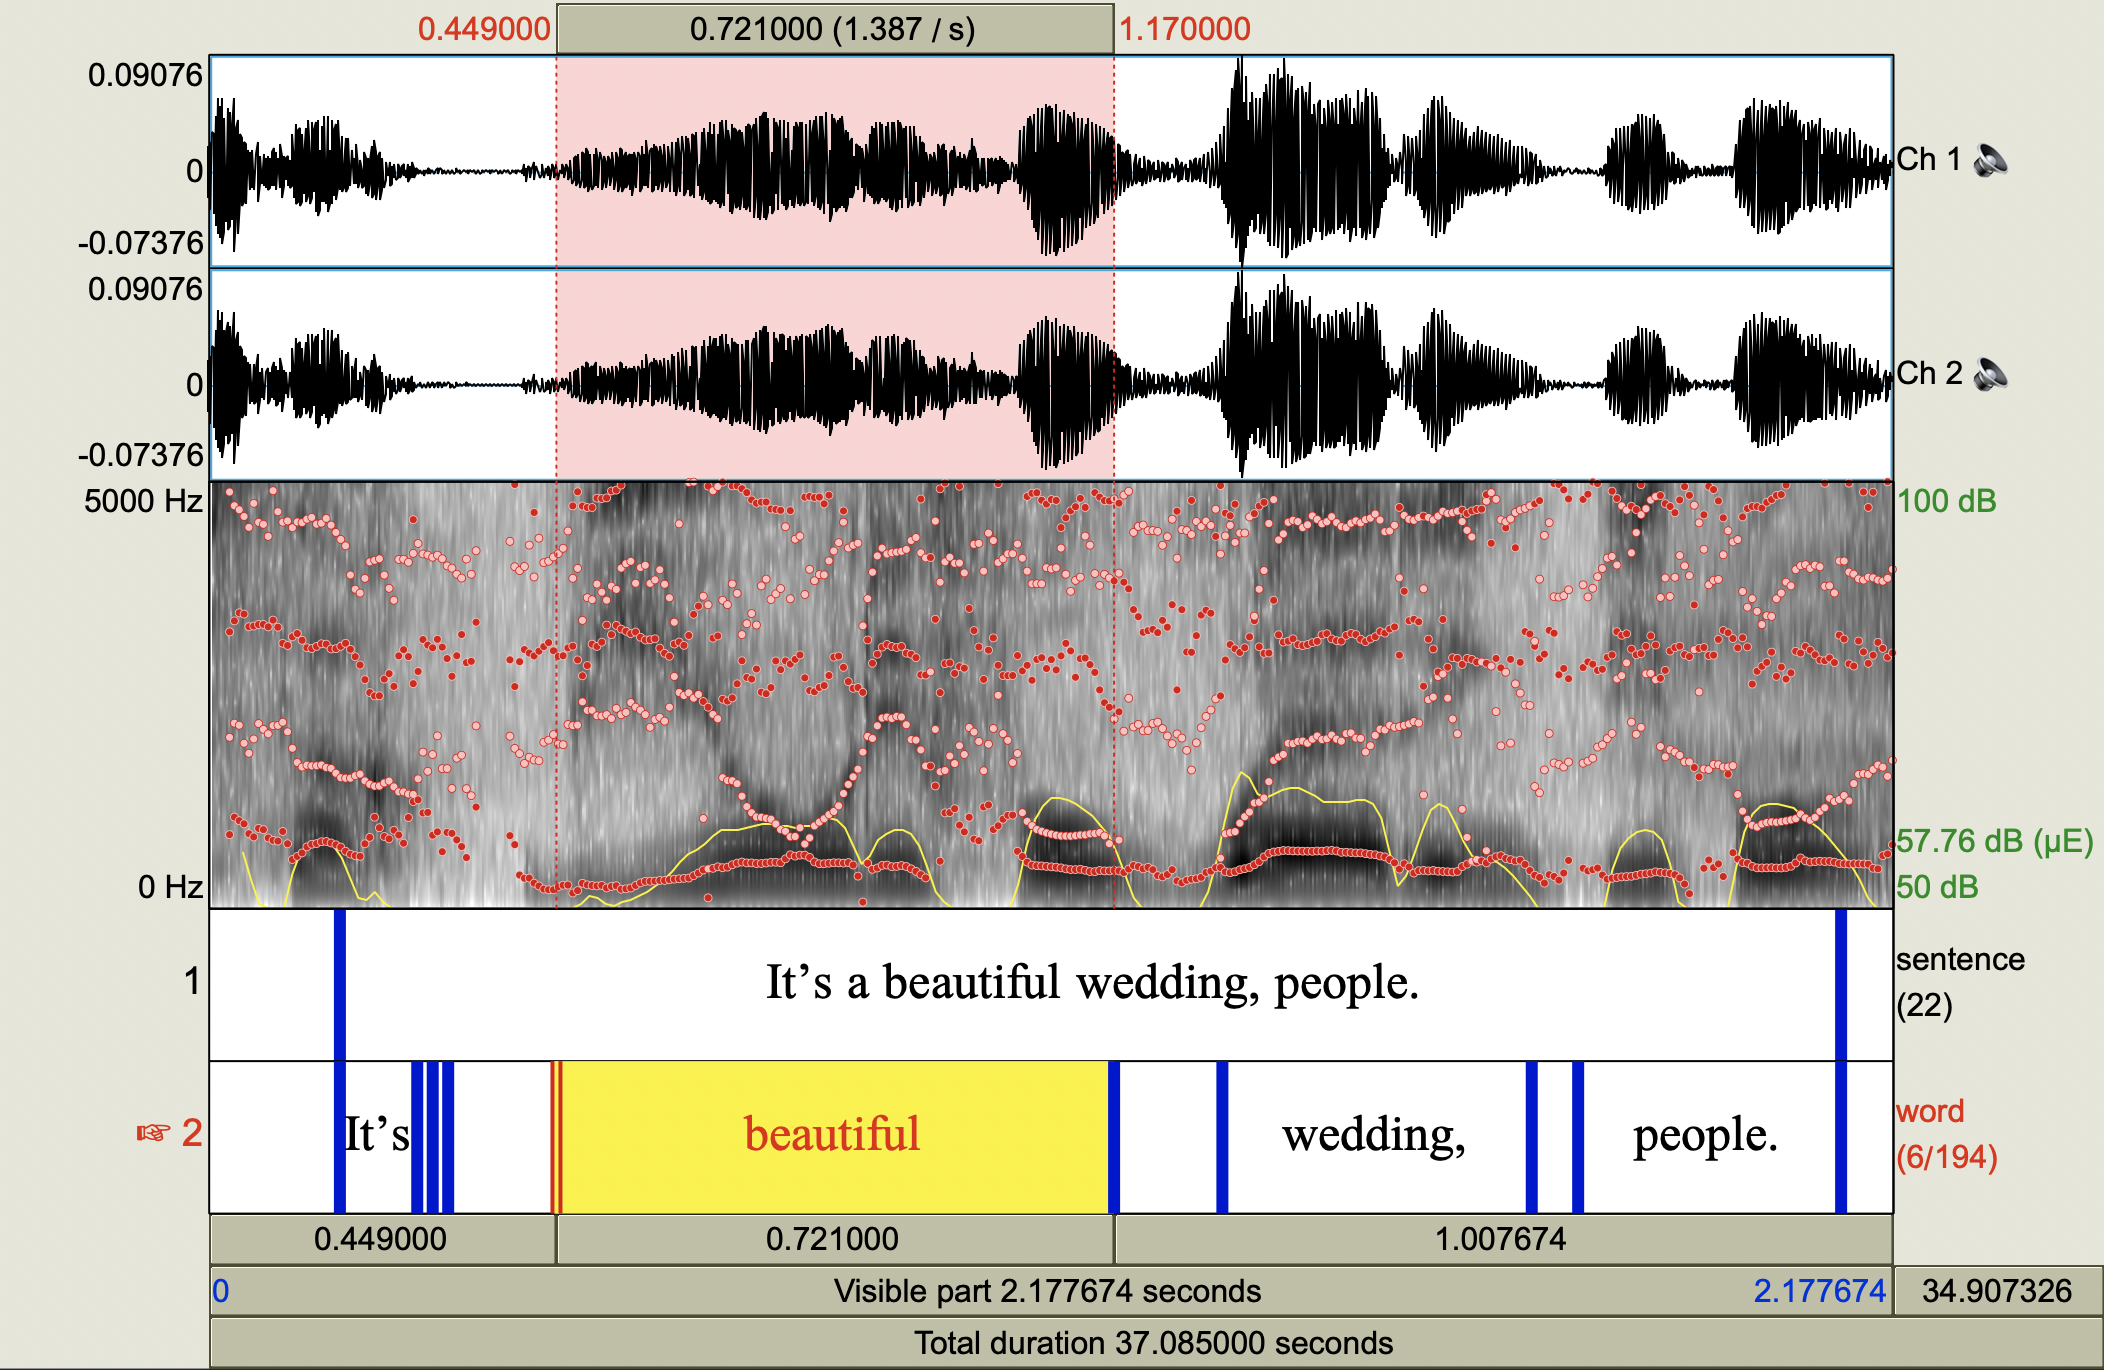 0.449000 0.721000 (1.387 / s) 1.170000
0.09076
0
-0.07376
Ch 1
0.09076
0
-0.07376
Ch 2
5000 Hz
0 Hz
100 dB
57.76 dB (µE)
50 dB
1 It’s a beautiful wedding, people. sentence
(22)
☞ 2 It’s beautiful wedding, people. word
(6/194)
0.449000 0.721000 1.007674
0 Visible part 2.177674 seconds 2.177674 34.907326
Total duration 37.085000 seconds